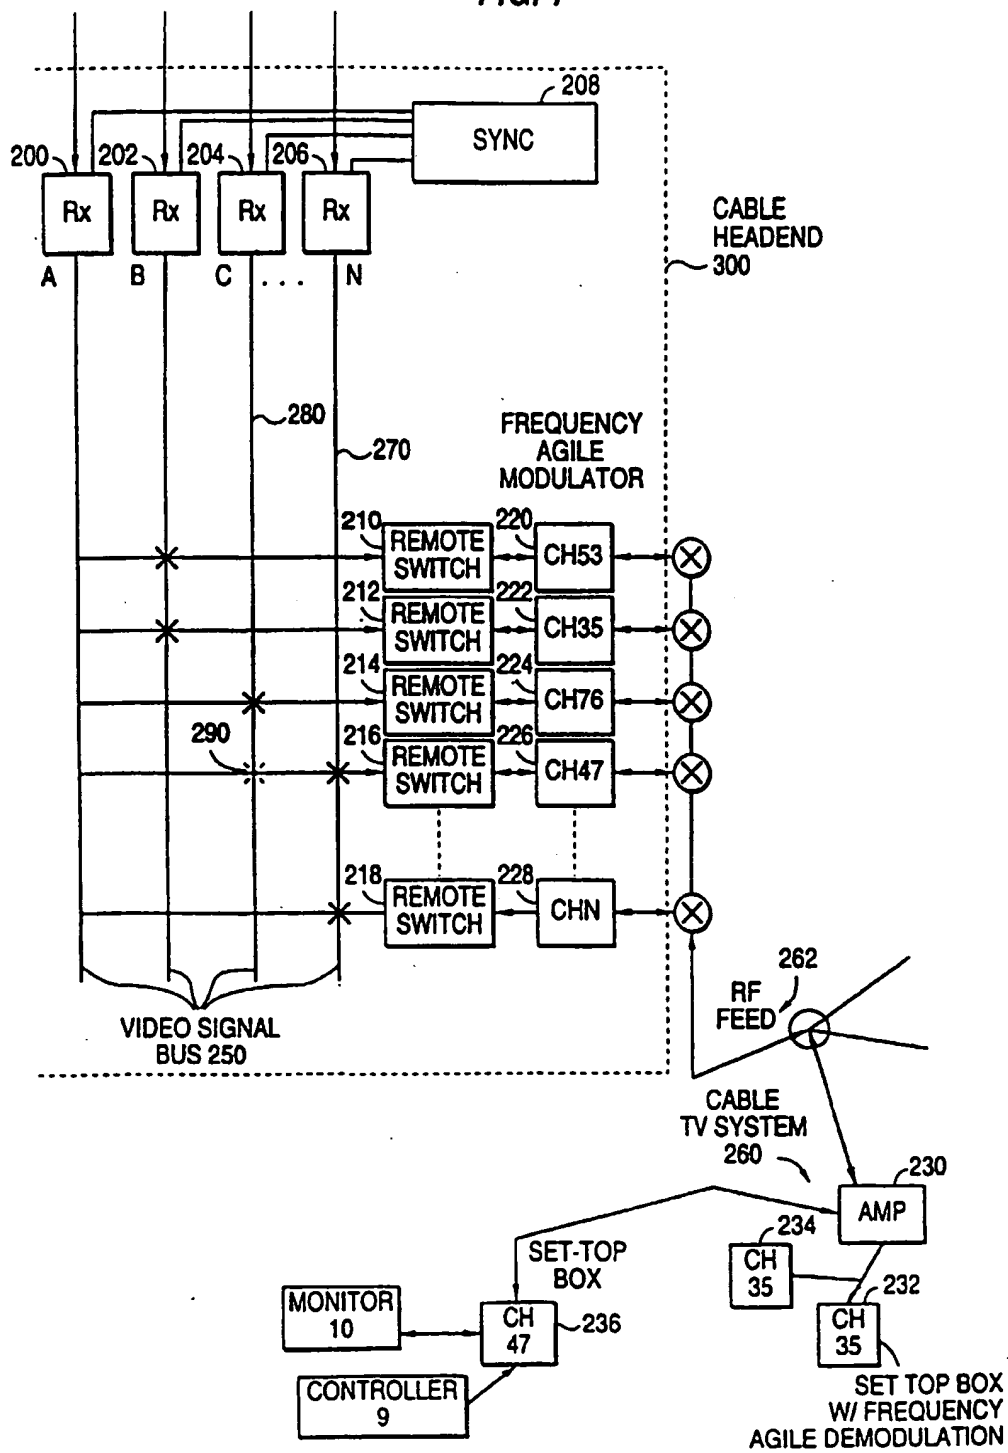 208
SYNC
200
202
204
206
Rx
Rx
Rx
Rx
CABLE
HEADEND
300
A
B
C
. . .
N
280
270
FREQUENCY
AGILE
MODULATOR
210
REMOTE
SWITCH
220
CH53
212
REMOTE
SWITCH
222
CH35
214
REMOTE
SWITCH
224
CH76
290
216
REMOTE
SWITCH
226
CH47
218
REMOTE
SWITCH
228
CHN
VIDEO SIGNAL
BUS 250
RF
FEED
262
CABLE
TV SYSTEM
260
230
AMP
234
CH
35
232
CH
35
SET-TOP
BOX
MONITOR
10
CH
47
236
CONTROLLER
9
SET TOP BOX
W/ FREQUENCY
AGILE DEMODULATION